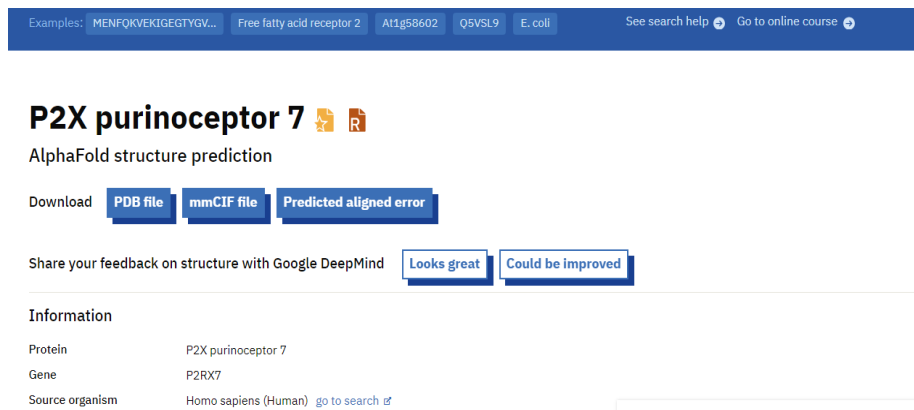 Examples: MENFQKVEKIGEGTYGV... Free fatty acid receptor 2 At1g58602 Q5VSL9 E. coli See search help Go to online course
P2X purinoceptor 7 R
AlphaFold structure prediction
Download PDB file mmCIF file Predicted aligned error
Share your feedback on structure with Google DeepMind Looks great Could be improved
Information
Protein P2X purinoceptor 7
Gene P2RX7
Source organism Homo sapiens (Human) go to search